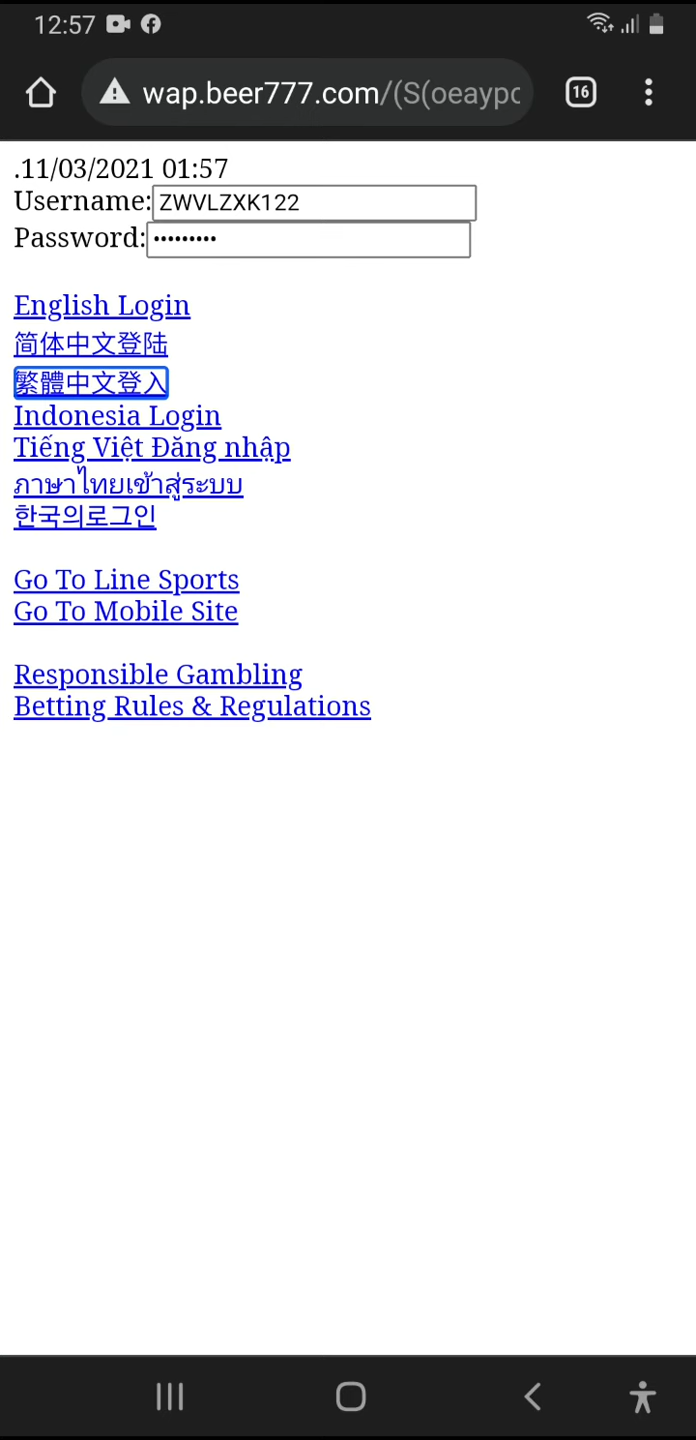 12:57
wap.beer777.com/(S(oeaypc
16
.11/03/2021 01:57
Username: ZWVLZXK122
Password: •••••••••
English Login
简体中文登陆
繁體中文登入
Indonesia Login
Tiếng Việt Đăng nhập
ภาษาไทยเข้าสู่ระบบ
한국의로그인
Go To Line Sports
Go To Mobile Site
Responsible Gambling
Betting Rules & Regulations